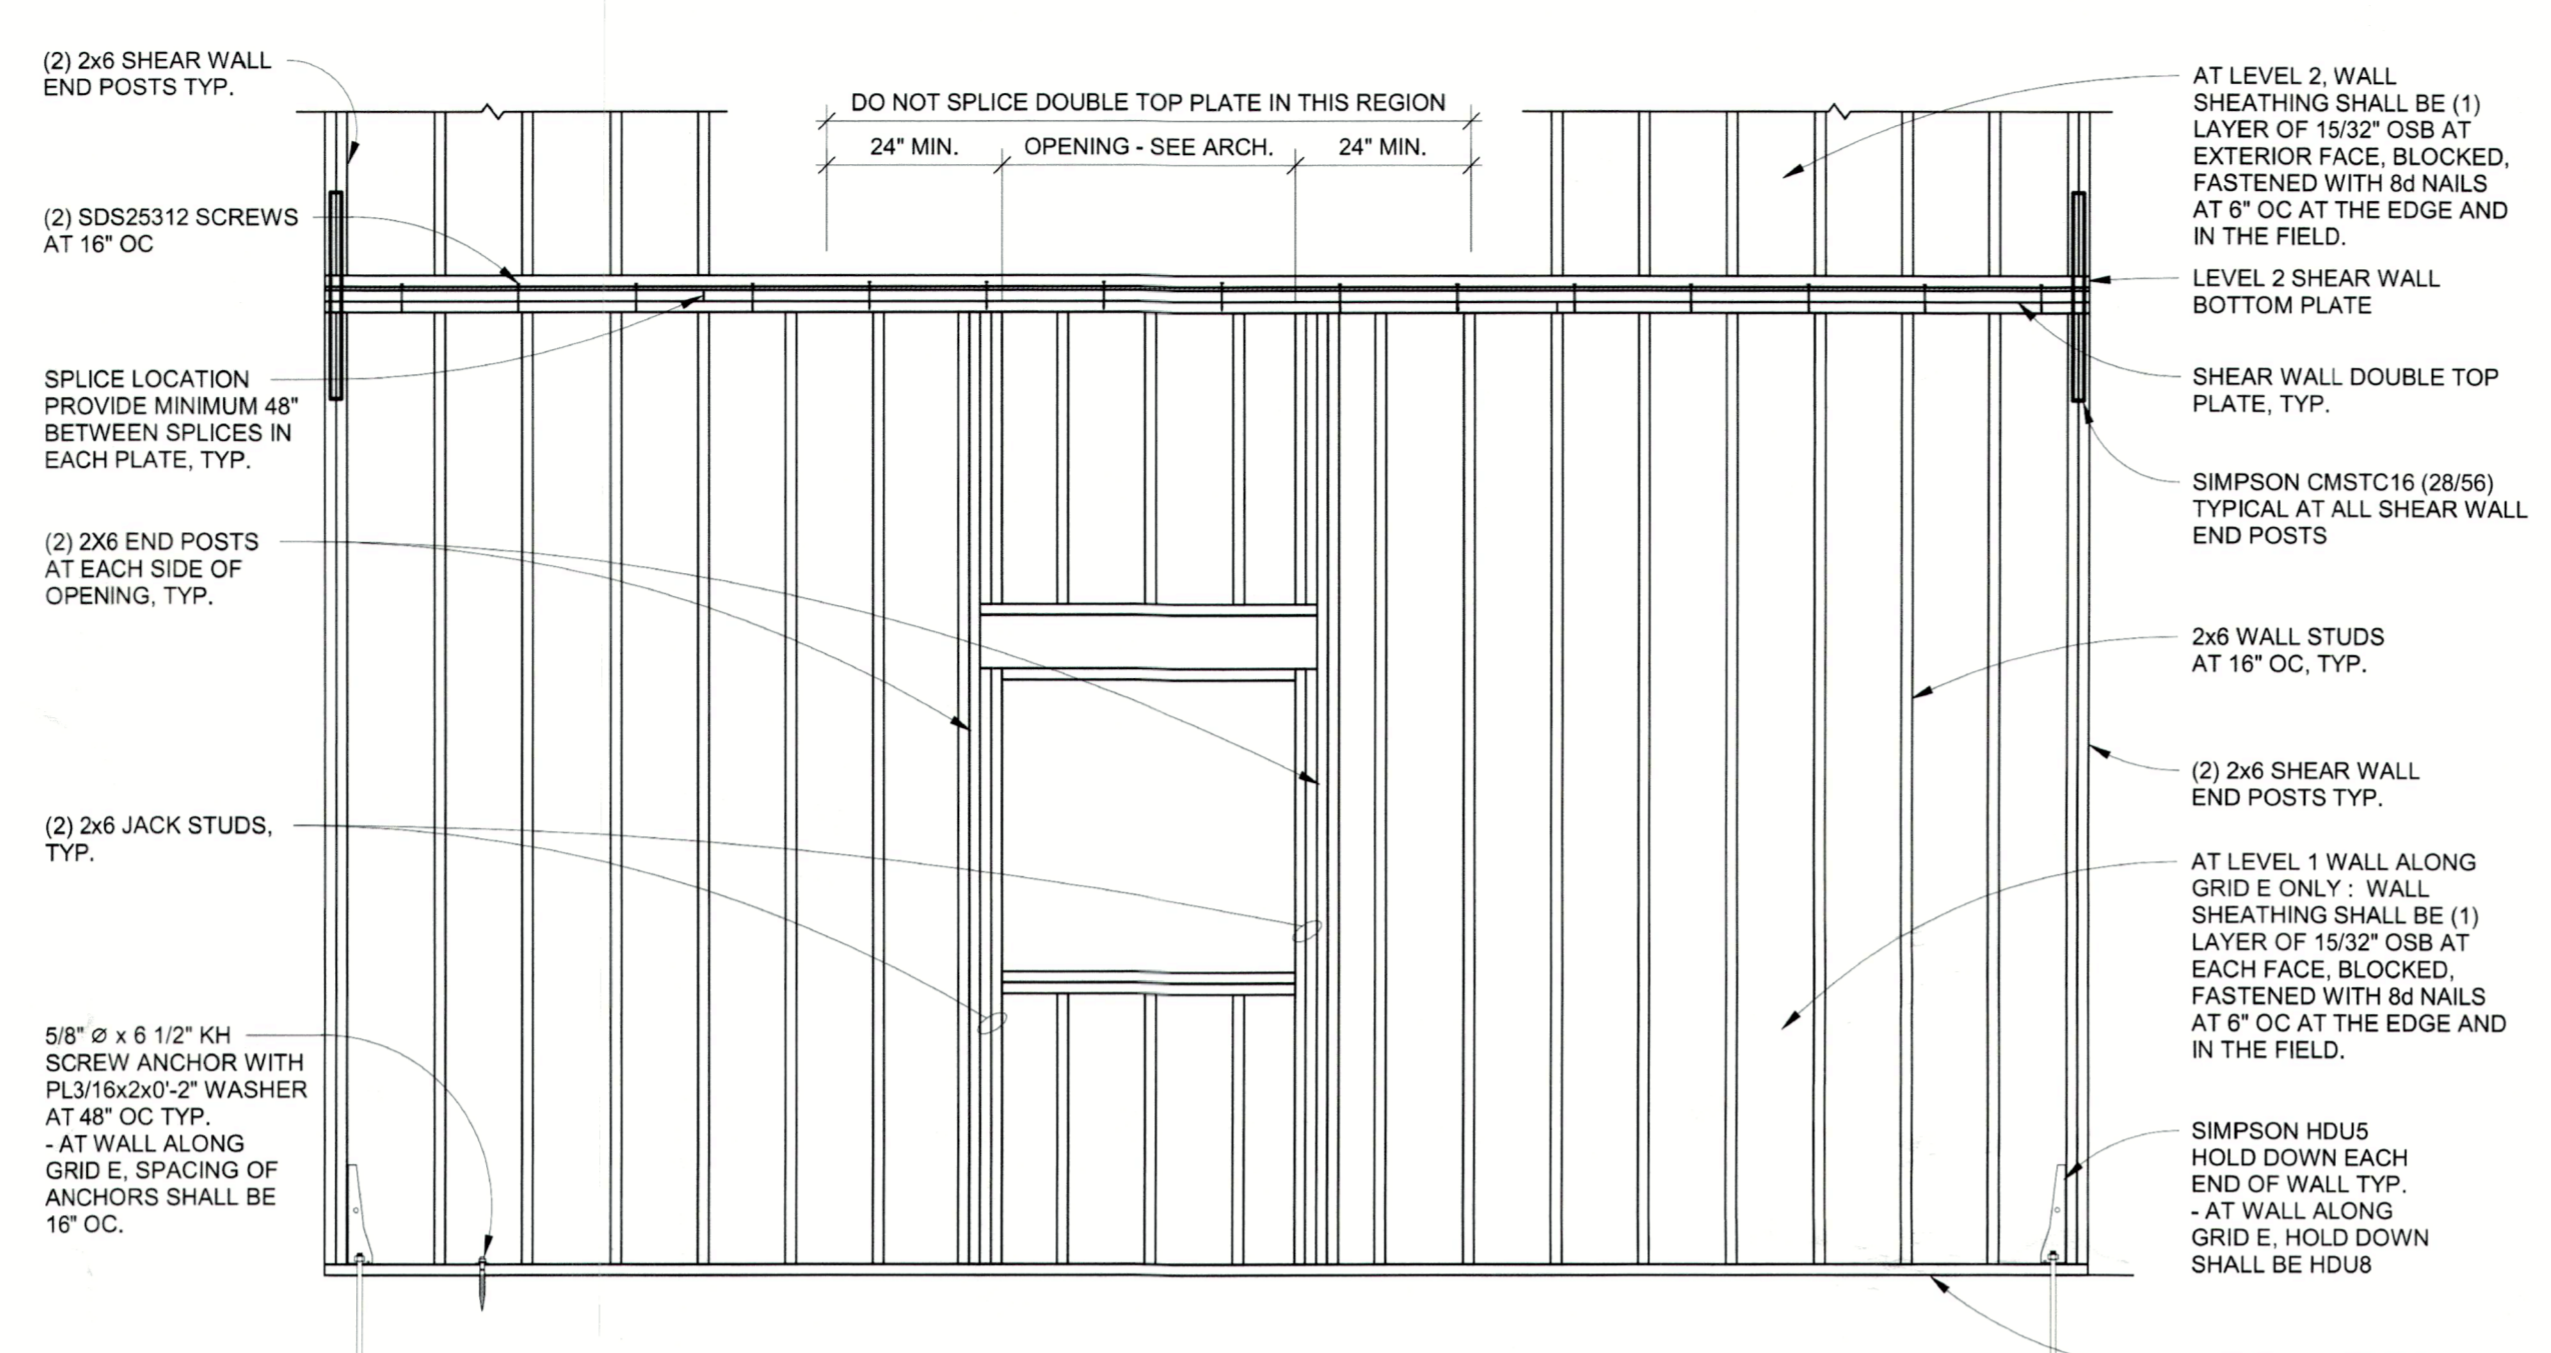 (2) 2x6 SHEAR WALL
END POSTS TYP.
(2) SDS25312 SCREWS
AT 16" OC
SPLICE LOCATION
PROVIDE MINIMUM 48"
BETWEEN SPLICES IN
EACH PLATE, TYP.
(2) 2X6 END POSTS
AT EACH SIDE OF
OPENING, TYP.
(2) 2x6 JACK STUDS,
TYP.
5/8" Ø x 6 1/2" KH
SCREW ANCHOR WITH
PL3/16x2x0'-2" WASHER
AT 48" OC TYP.
- AT WALL ALONG
GRID E, SPACING OF
ANCHORS SHALL BE
16" OC.
DO NOT SPLICE DOUBLE TOP PLATE IN THIS REGION
24" MIN.
OPENING - SEE ARCH.
24" MIN.
AT LEVEL 2, WALL
SHEATHING SHALL BE (1)
LAYER OF 15/32" OSB AT
EXTERIOR FACE, BLOCKED,
FASTENED WITH 8d NAILS
AT 6" OC AT THE EDGE AND
IN THE FIELD.
LEVEL 2 SHEAR WALL
BOTTOM PLATE
SHEAR WALL DOUBLE TOP
PLATE, TYP.
SIMPSON CMSTC16 (28/56)
TYPICAL AT ALL SHEAR WALL
END POSTS
2x6 WALL STUDS
AT 16" OC, TYP.
(2) 2x6 SHEAR WALL
END POSTS TYP.
AT LEVEL 1 WALL ALONG
GRID E ONLY : WALL
SHEATHING SHALL BE (1)
LAYER OF 15/32" OSB AT
EACH FACE, BLOCKED,
FASTENED WITH 8d NAILS
AT 6" OC AT THE EDGE AND
IN THE FIELD.
SIMPSON HDU5
HOLD DOWN EACH
END OF WALL TYP.
- AT WALL ALONG
GRID E, HOLD DOWN
SHALL BE HDU8